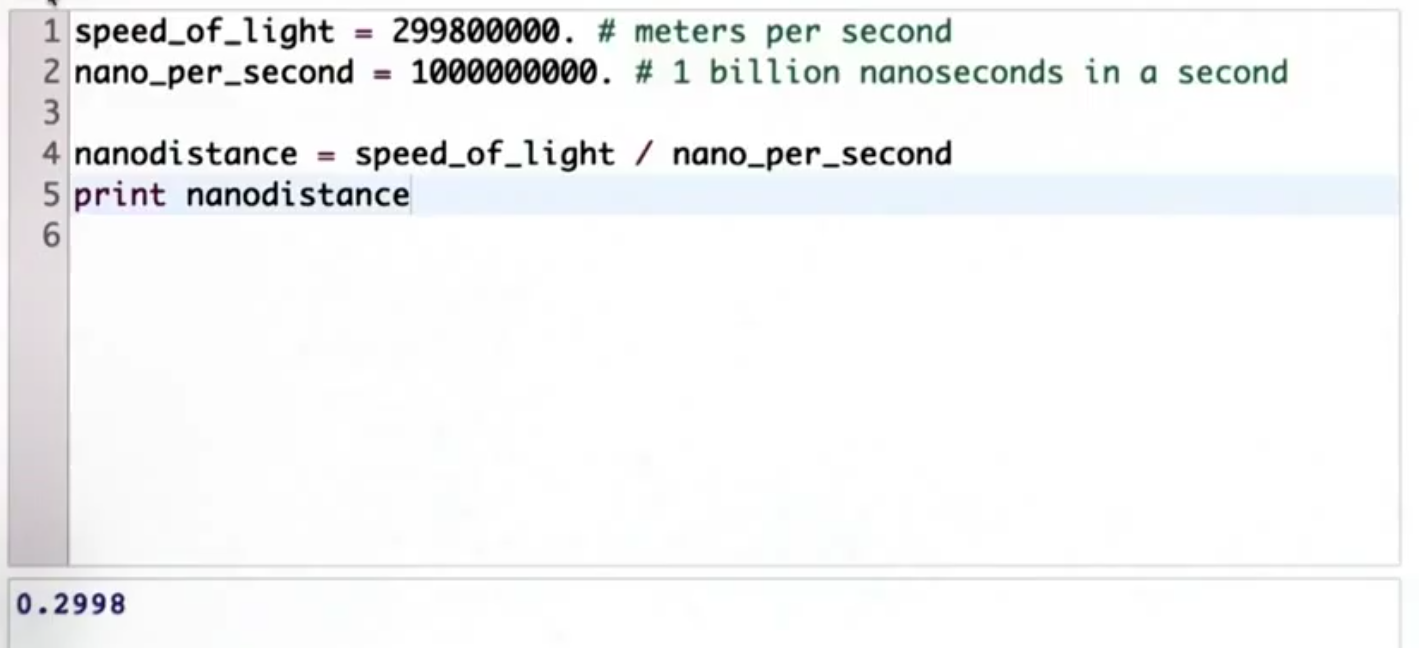 1 speed_of_light = 299800000. # meters per second
2 nano_per_second = 1000000000. # 1 billion nanoseconds in a second
3
4 nanodistance = speed_of_light / nano_per_second
5 print nanodistance
6
0.2998